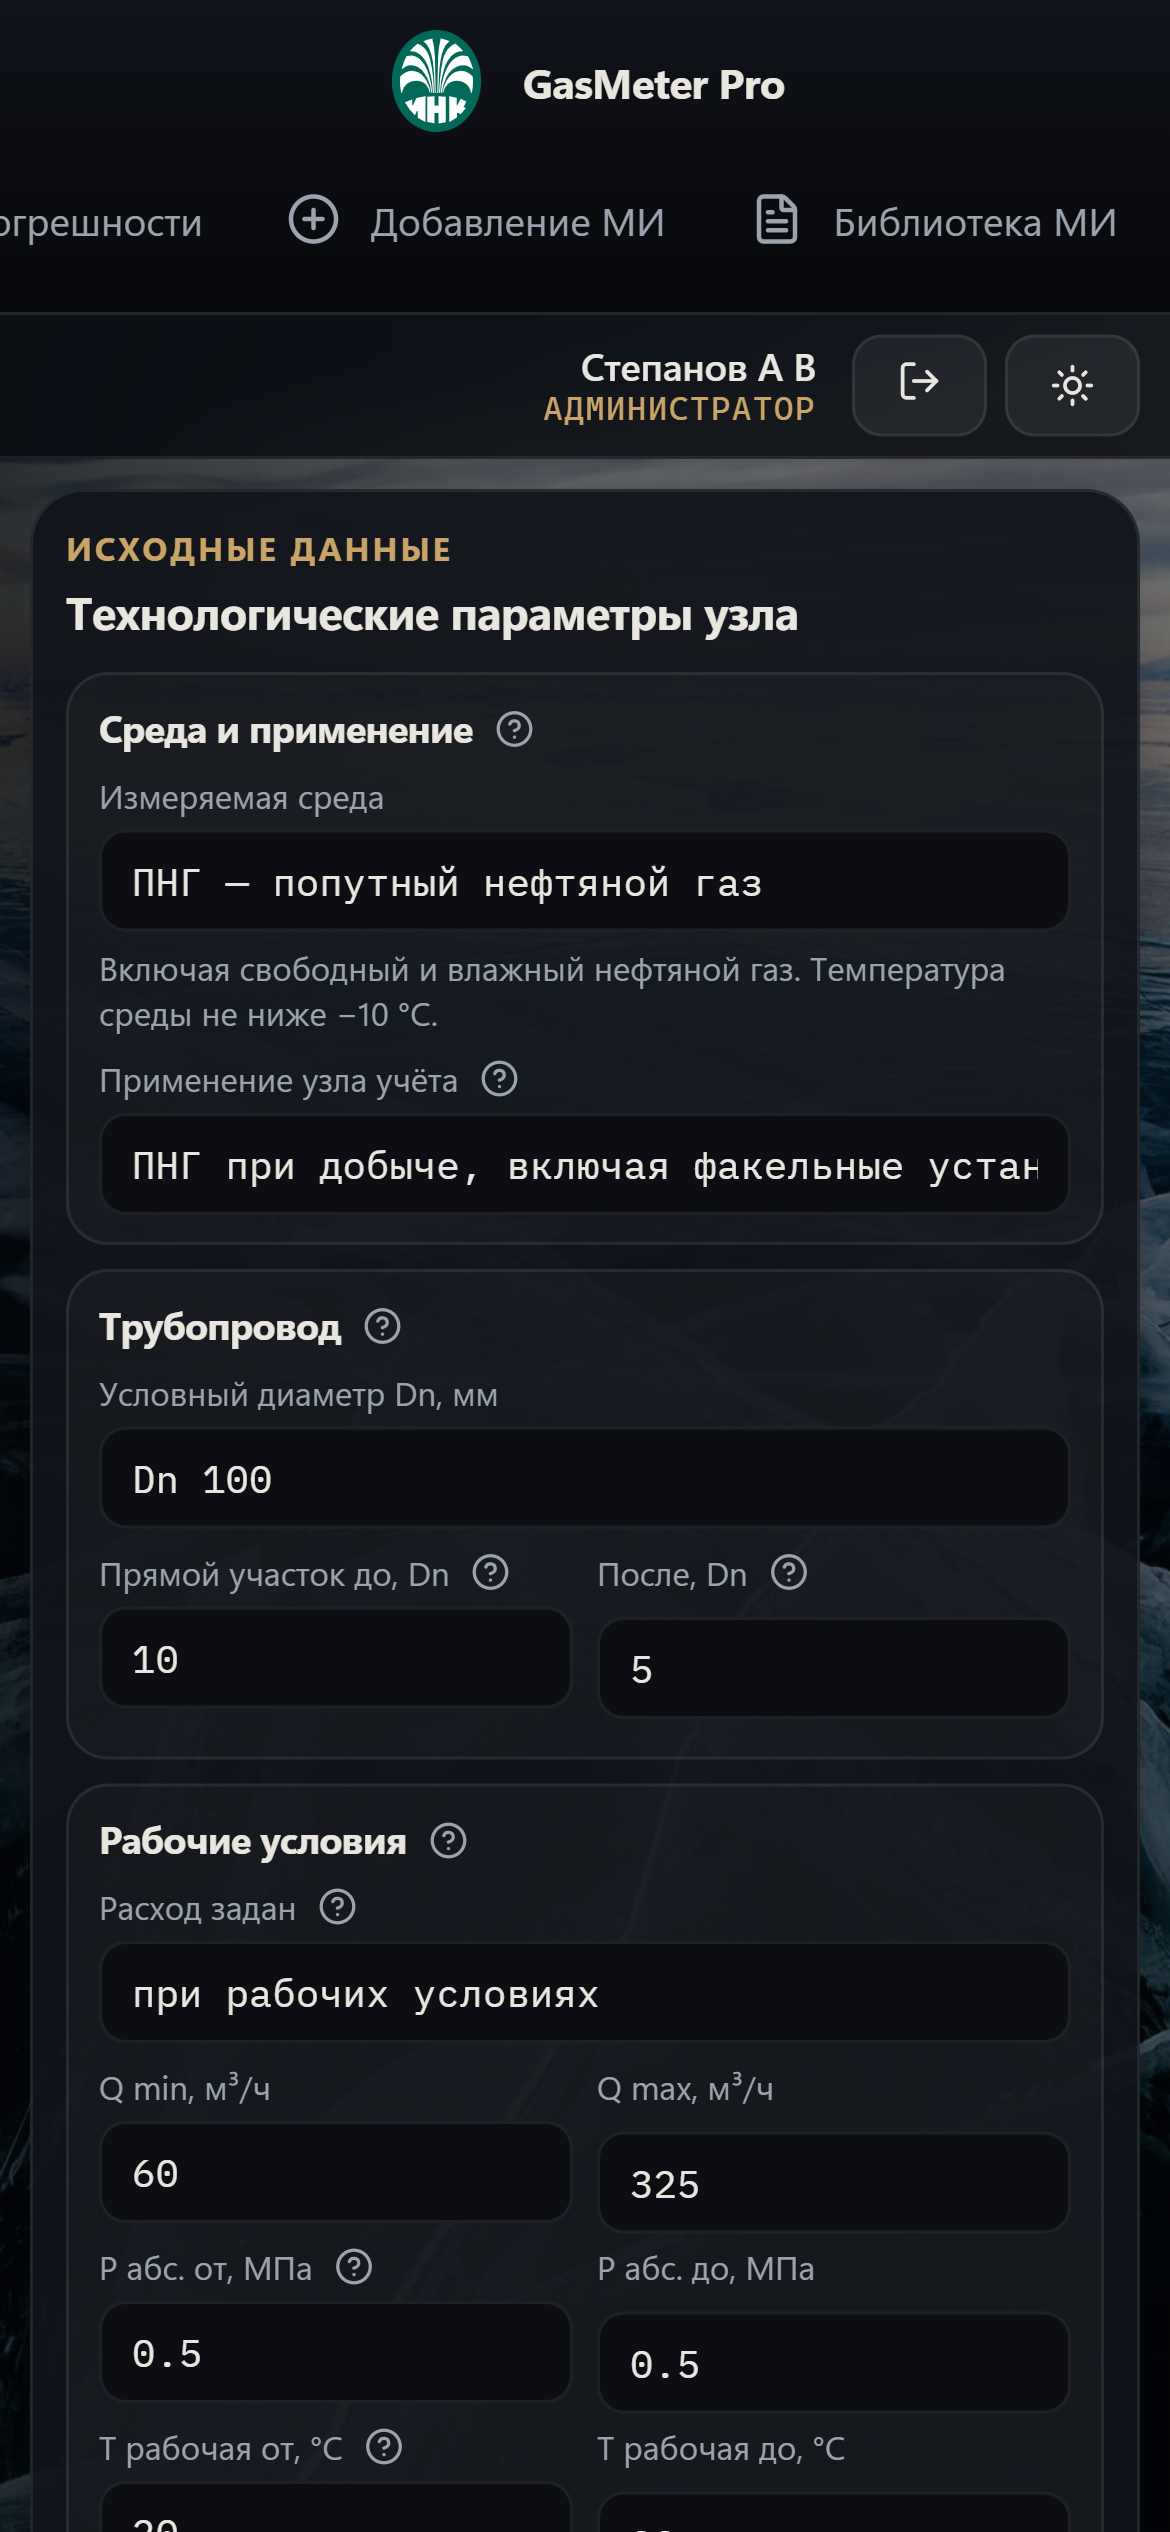 GasMeter Pro
огрешности
Добавление МИ
Библиотека МИ
Степанов А В
АДМИНИСТРАТОР
ИСХОДНЫЕ ДАННЫЕ
Технологические параметры узла
Среда и применение
Измеряемая среда
ПНГ — попутный нефтяной газ
Включая свободный и влажный нефтяной газ. Температура
среды не ниже −10 °С.
Применение узла учёта
ПНГ при добыче, включая факельные устан
Трубопровод
Условный диаметр Dn, мм
Dn 100
Прямой участок до, Dn
После, Dn
10
5
Рабочие условия
Расход задан
при рабочих условиях
Q min, м³/ч
Q max, м³/ч
60
325
P абс. от, МПа
P абс. до, МПа
0.5
0.5
Т рабочая от, °C
Т рабочая до, °C